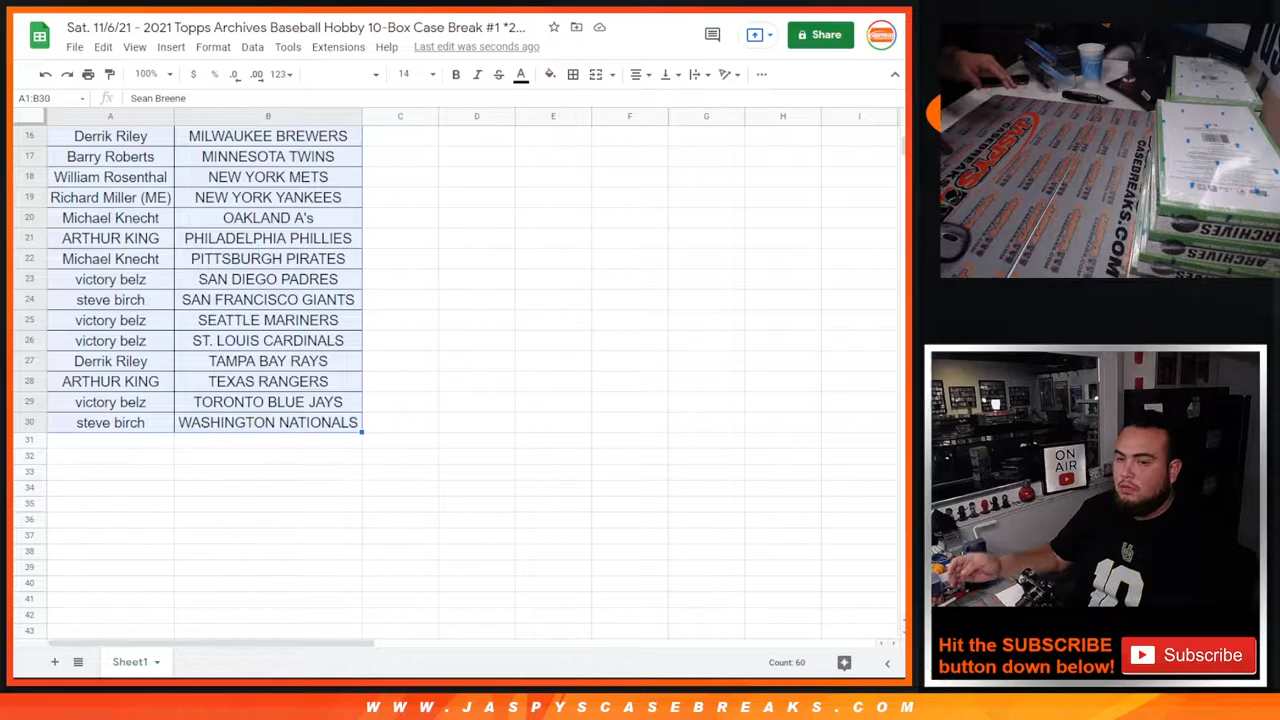 Sat. 11/6/21 - 2021 Topps Archives Baseball Hobby 10-Box Case Break #1 *2...
File Edit View Insert Format Data Tools Extensions Help Last edit was seconds ago
Share
100% $ % .0 .00 123 14 B I S A
A1:B30 fx Sean Breene
A B C D E F G H I
16 Derrik Riley MILWAUKEE BREWERS
17 Barry Roberts MINNESOTA TWINS
18 William Rosenthal NEW YORK METS
19 Richard Miller (ME) NEW YORK YANKEES
20 Michael Knecht OAKLAND A's
21 ARTHUR KING PHILADELPHIA PHILLIES
22 Michael Knecht PITTSBURGH PIRATES
23 victory belz SAN DIEGO PADRES
24 steve birch SAN FRANCISCO GIANTS
25 victory belz SEATTLE MARINERS
26 victory belz ST. LOUIS CARDINALS
27 Derrik Riley TAMPA BAY RAYS
28 ARTHUR KING TEXAS RANGERS
29 victory belz TORONTO BLUE JAYS
30 steve birch WASHINGTON NATIONALS
31
32
33
34
35
36
37
38
39
40
41
42
43
Sheet1
Count: 60
JASPYS
CASEBREAKS.COM
ARCHIVES
ARCHIVES
ON
AIR
10
Hit the SUBSCRIBE
button down below!
Subscribe
WWW.JASPYSCASEBREAKS.COM